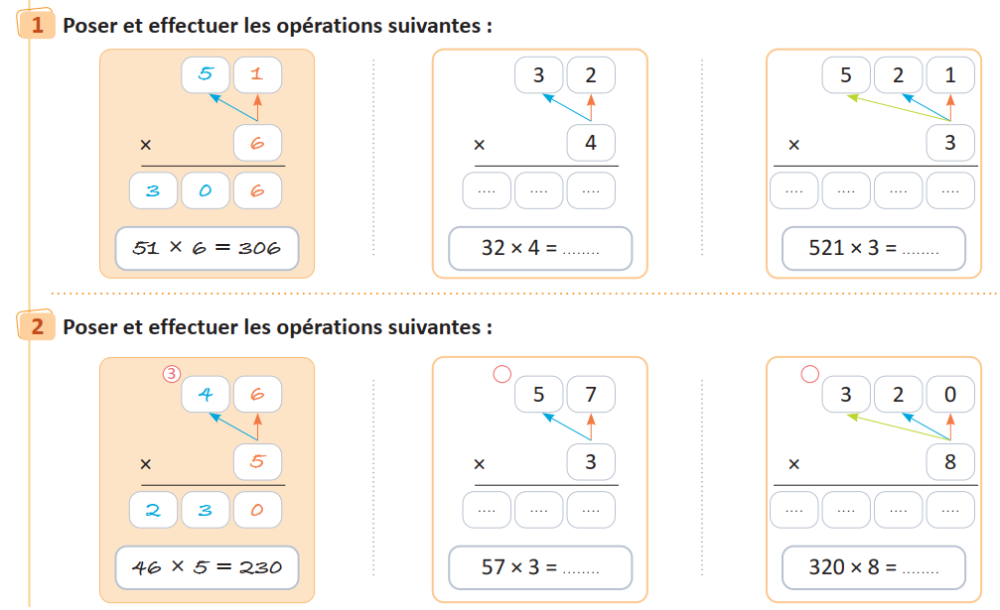 1 Poser et effectuer les opérations suivantes :
5 1
× 6
3 0 6
51 × 6 = 306
3 2
× 4
.... .... ....
32 × 4 = ........
5 2 1
× 3
.... .... .... ....
521 × 3 = ........
2 Poser et effectuer les opérations suivantes :
3
4 6
× 5
2 3 0
46 × 5 = 230
5 7
× 3
.... .... ....
57 × 3 = ........
3 2 0
× 8
.... .... .... ....
320 × 8 = ........